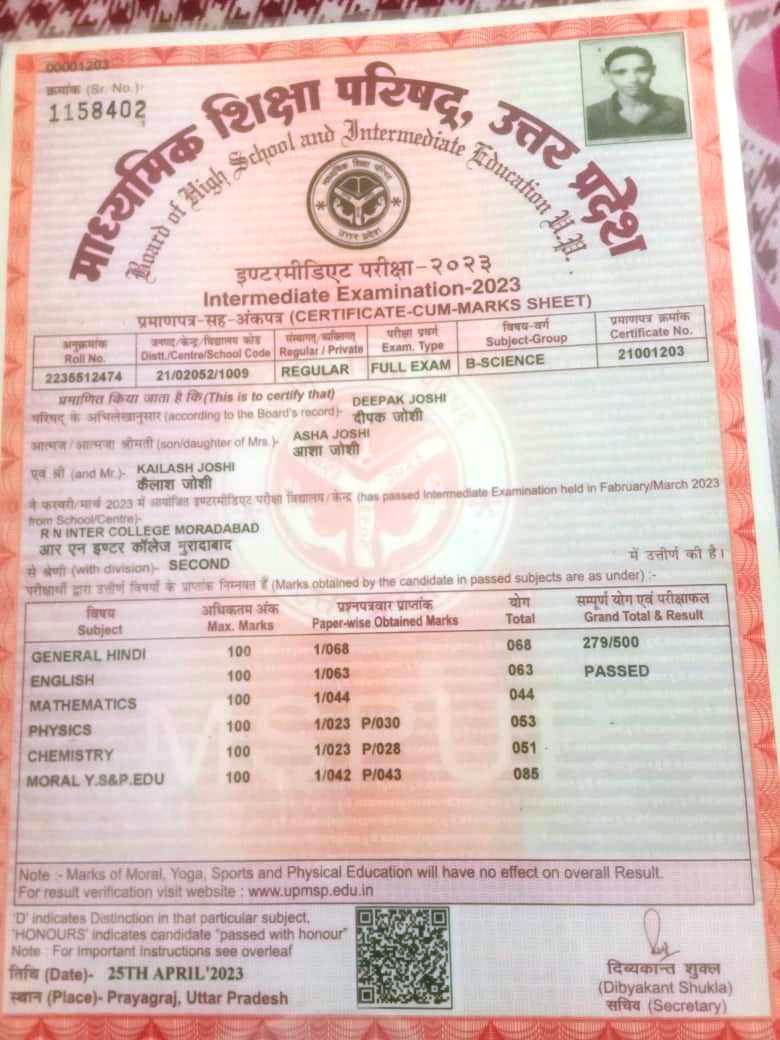 00001203
क्रमांक (Sr. No.):-
1158402
माध्यमिक शिक्षा परिषद्, उत्तर प्रदेश
Board of High School and Intermediate Education U.P.
माध्यमिक शिक्षा परिषद्
उत्तर प्रदेश
इण्टरमीडिएट परीक्षा-२०२३
Intermediate Examination-2023
प्रमाणपत्र-सह-अंकपत्र (CERTIFICATE-CUM-MARKS SHEET)
अनुक्रमांक जनपद/केन्द्र/विद्यालय कोड संस्थागत/व्यक्तिगत परीक्षा प्रवर्ग विषय-वर्ग प्रमाणपत्र क्रमांक
Roll No. Distt./Centre/School Code Regular / Private Exam. Type Subject-Group Certificate No.
2235512474 21/02052/1009 REGULAR FULL EXAM B-SCIENCE 21001203
प्रमाणित किया जाता है कि (This is to certify that) DEEPAK JOSHI
परिषद् के अभिलेखानुसार (according to the Board's record)- दीपक जोशी
आत्मज/आत्मजा श्रीमती (son/daughter of Mrs.)- ASHA JOSHI
आशा जोशी
एवं श्री (and Mr.)- KAILASH JOSHI
कैलाश जोशी
ने फरवरी/मार्च 2023 में आयोजित इण्टरमीडिएट परीक्षा विद्यालय/केन्द्र (has passed Intermediate Examination held in Fabruary/March 2023
from School/Centre)-
R N INTER COLLEGE MORADABAD
आर एन इण्टर कॉलेज मुरादाबाद
से श्रेणी (with division)- SECOND में उत्तीर्ण की है।
परीक्षार्थी द्वारा उत्तीर्ण विषयों के प्राप्तांक निम्नवत हैं (Marks obtained by the candidate in passed subjects are as under) :-
विषय अधिकतम अंक प्रश्नपत्रवार प्राप्तांक योग सम्पूर्ण योग एवं परीक्षाफल
Subject Max. Marks Paper-wise Obtained Marks Total Grand Total & Result
GENERAL HINDI 100 1/068 068 279/500
ENGLISH 100 1/063 063 PASSED
MATHEMATICS 100 1/044 044
PHYSICS 100 1/023 P/030 053
CHEMISTRY 100 1/023 P/028 051
MORAL Y.S&P.EDU 100 1/042 P/043 085
Note :- Marks of Moral, Yoga, Sports and Physical Education will have no effect on overall Result.
For result verification visit website : www.upmsp.edu.in
'D' indicates Distinction in that particular subject,
'HONOURS' indicates candidate "passed with honour"
Note : For Important Instructions see overleaf
तिथि (Date)- 25TH APRIL'2023
स्थान (Place)- Prayagraj, Uttar Pradesh
दिव्यकान्त शुक्ल
(Dibyakant Shukla)
सचिव (Secretary)